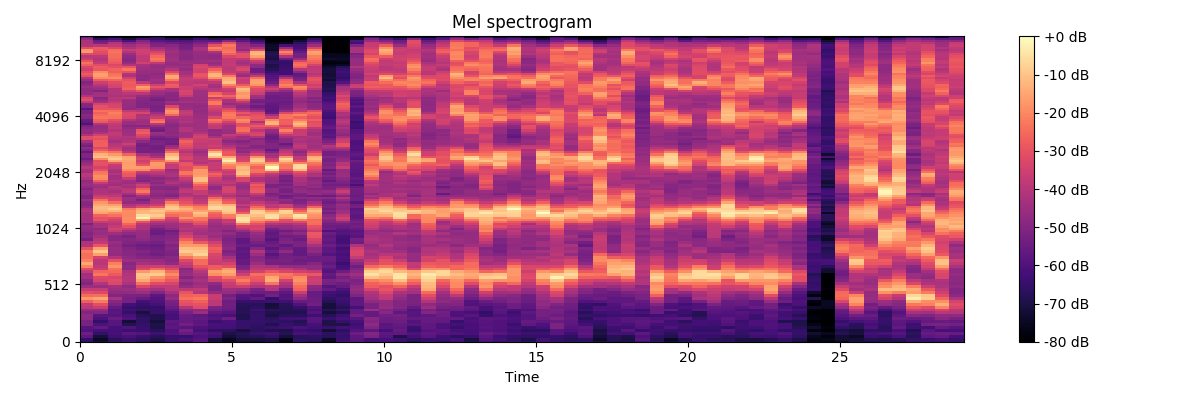 Mel spectrogram
8192
4096
2048
1024
512
0
Hz
0 5 10 15 20 25
Time
+0 dB
-10 dB
-20 dB
-30 dB
-40 dB
-50 dB
-60 dB
-70 dB
-80 dB